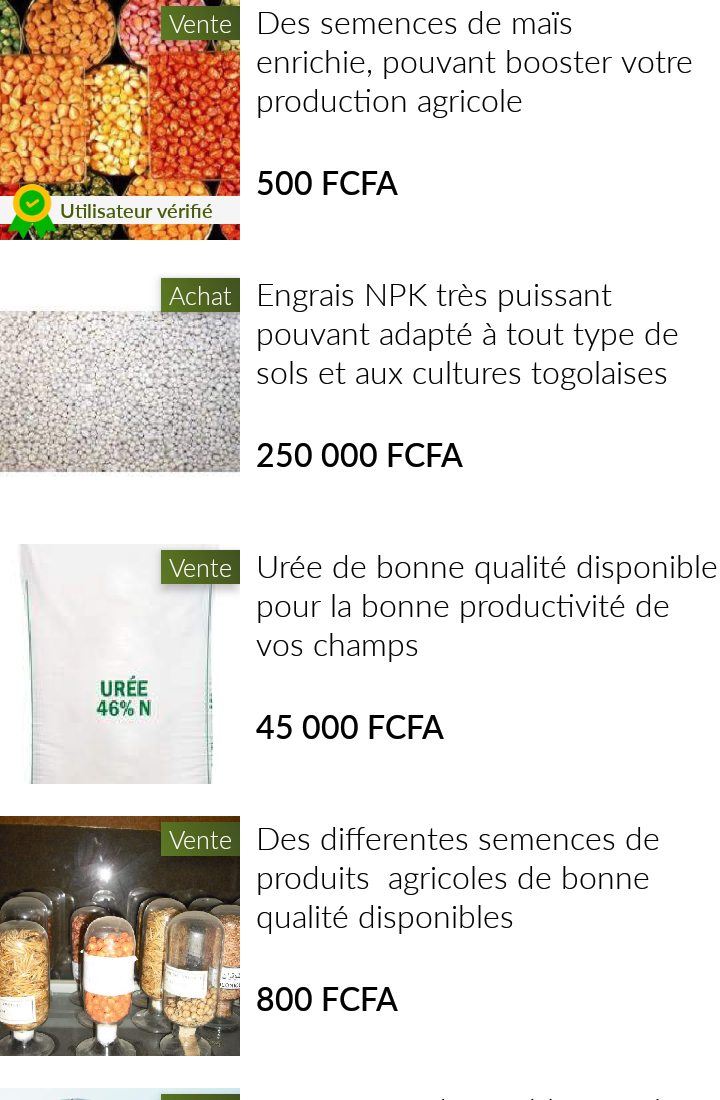 Vente
Des semences de maïs
enrichie, pouvant booster votre
production agricole
500 FCFA
Utilisateur vérifié
Achat
Engrais NPK très puissant
pouvant adapté à tout type de
sols et aux cultures togolaises
250 000 FCFA
Vente
Urée de bonne qualité disponible
pour la bonne productivité de
vos champs
URÉE
46% N
45 000 FCFA
Vente
Des differentes semences de
produits  agricoles de bonne
qualité disponibles
800 FCFA